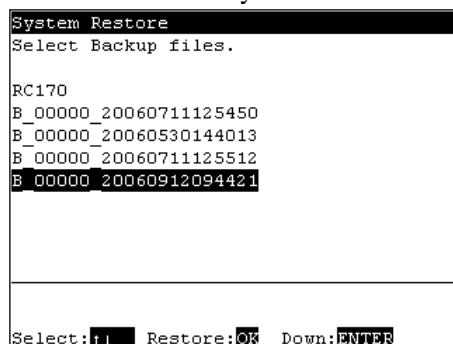 System Restore
Select Backup files.
RC170
B_00000_20060711125450
B_00000_20060530144013
B_00000_20060711125512
B_00000_20060912094421
Select:↑↓ Restore:OK Down:ENTER